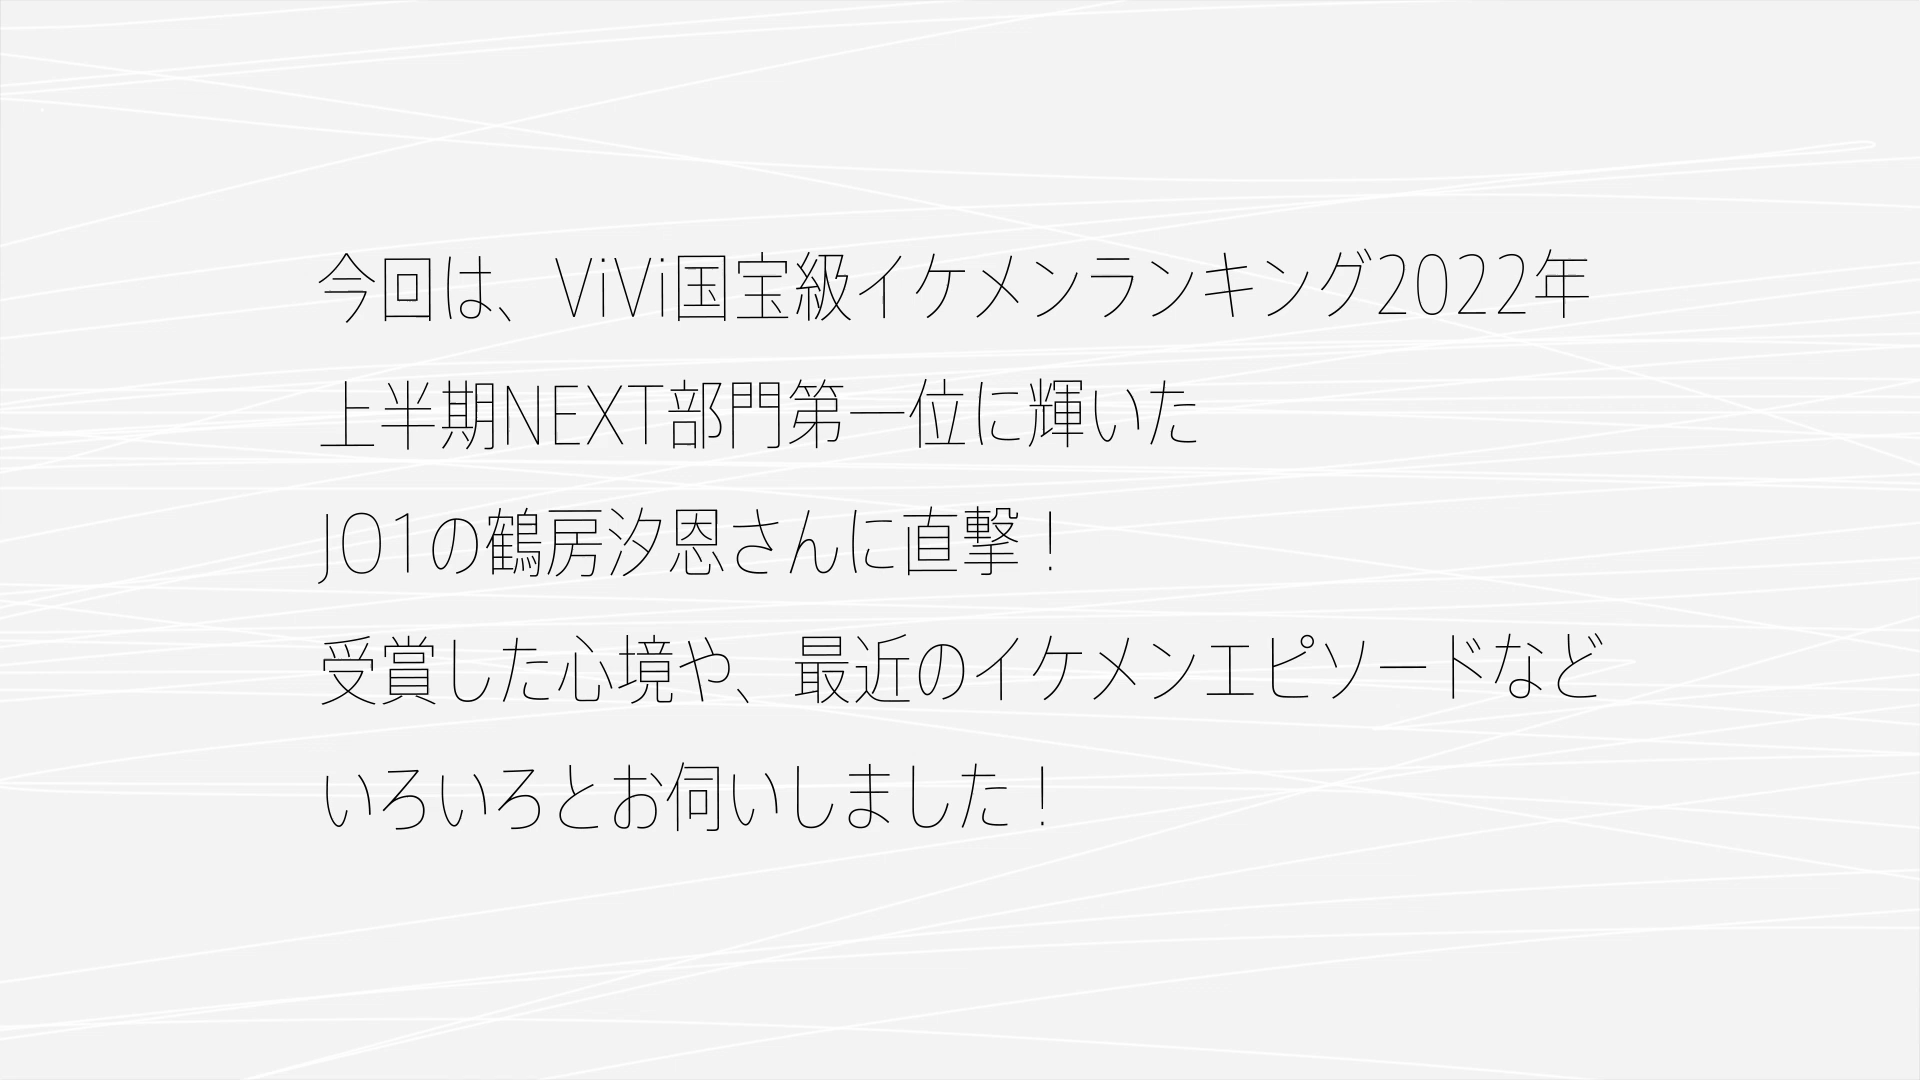 今回は、ViVi国宝級イケメンランキング2022年
上半期NEXT部門第一位に輝いた
JO1の鶴房汐恩さんに直撃！
受賞した心境や、最近のイケメンエピソードなど
いろいろとお伺いしました！